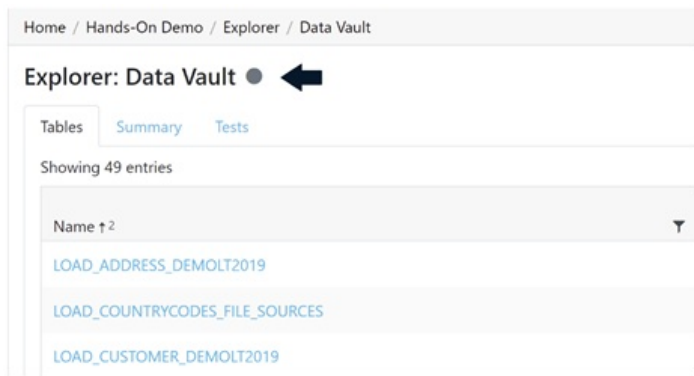 Home / Hands-On Demo / Explorer / Data Vault
Explorer: Data Vault
Tables Summary Tests
Showing 49 entries
Name ↑ 2
LOAD_ADDRESS_DEMOLT2019
LOAD_COUNTRYCODES_FILE_SOURCES
LOAD_CUSTOMER_DEMOLT2019